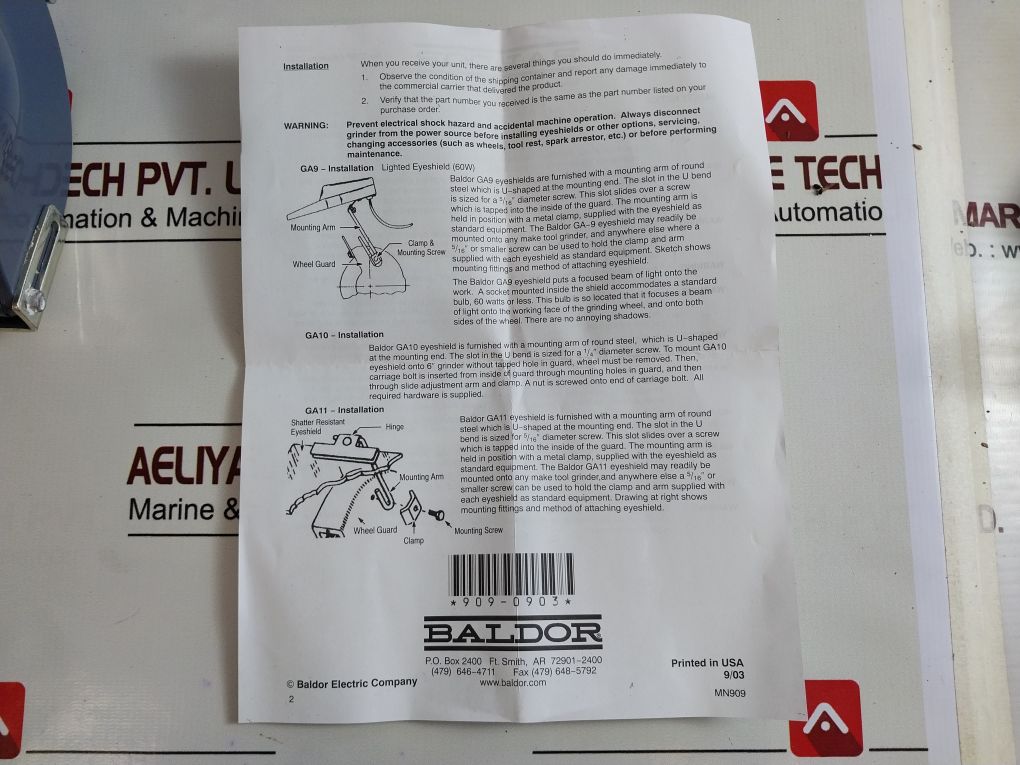 Installation When you receive your unit, there are several things you should do immediately.
1. Observe the condition of the shipping container and report any damage immediately to
the commercial carrier that delivered the product.
2. Verify that the part number you received is the same as the part number listed on your
purchase order.
WARNING: Prevent electrical shock hazard and accidental machine operation. Always disconnect
grinder from the power source before installing eyeshields or other options, servicing,
changing accessories (such as wheels, tool rest, spark arrestor, etc.) or before performing
maintenance.
GA9 – Installation Lighted Eyeshield (60W)
Baldor GA9 eyeshields are furnished with a mounting arm of round
steel which is U–shaped at the mounting end. The slot in the U bend
is sized for a 5/16" diameter screw. This slot slides over a screw
which is tapped into the inside of the guard. The mounting arm is
held in position with a metal clamp, supplied with the eyeshield as
standard equipment. The Baldor GA–9 eyeshield may readily be
mounted onto any make tool grinder, and anywhere else where a
5/16" or smaller screw can be used to hold the clamp and arm
supplied with each eyeshield as standard equipment. Sketch shows
mounting fittings and method of attaching eyeshield.
The Baldor GA9 eyeshield puts a focused beam of light onto the
work. A socket mounted inside the shield accommodates a standard
bulb, 60 watts or less. This bulb is so located that it focuses a beam
of light onto the working face of the grinding wheel, and onto both
sides of the wheel. There are no annoying shadows.
Mounting Arm
Clamp &
Mounting Screw
Wheel Guard
GA10 – Installation
Baldor GA10 eyeshield is furnished with a mounting arm of round steel, which is U–shaped
at the mounting end. The slot in the U bend is sized for a 1/4" diameter screw. To mount GA10
eyeshield onto 6" grinder without tapped hole in guard, wheel must be removed. Then,
carriage bolt is inserted from inside of guard through mounting holes in guard, and then
through slide adjustment arm and clamp. A nut is screwed onto end of carriage bolt. All
required hardware is supplied.
GA11 – Installation
Shatter Resistant
Eyeshield
Hinge
Mounting Arm
Wheel Guard
Clamp
Mounting Screw
Baldor GA11 eyeshield is furnished with a mounting arm of round
steel which is U–shaped at the mounting end. The slot in the U
bend is sized for 5/16" diameter screw. This slot slides over a screw
which is tapped into the inside of the guard. The mounting arm is
held in position with a metal clamp, supplied with the eyeshield as
standard equipment. The Baldor GA11 eyeshield may readily be
mounted onto any make tool grinder,and anywhere else a 5/16" or
smaller screw can be used to hold the clamp and arm supplied with
each eyeshield as standard equipment. Drawing at right shows
mounting fittings and method of attaching eyeshield.
*909-0903*
BALDOR
P.O. Box 2400 Ft. Smith, AR 72901–2400
(479) 646–4711 Fax (479) 648–5792
www.baldor.com
© Baldor Electric Company
2
Printed in USA
9/03
MN909
DECH PVT.
mation & Machin
E TECH
utomatio
MAR
eb. : w
AELIYA
Marine &
D.